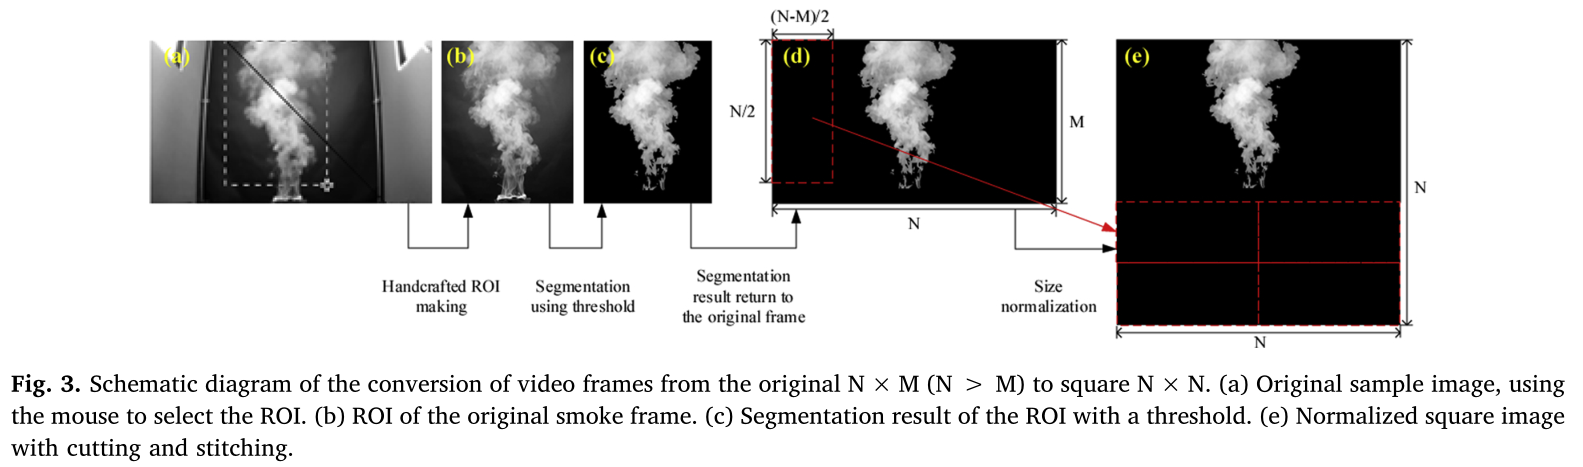 (N-M)/2
(a)
(b)
(c)
(d)
(e)
N/2
M
N
N
N
Handcrafted ROI
making
Segmentation
using threshold
Segmentation
result return to
the original frame
Size
normalization
Fig. 3. Schematic diagram of the conversion of video frames from the original N × M (N > M) to square N × N. (a) Original sample image, using
the mouse to select the ROI. (b) ROI of the original smoke frame. (c) Segmentation result of the ROI with a threshold. (e) Normalized square image
with cutting and stitching.